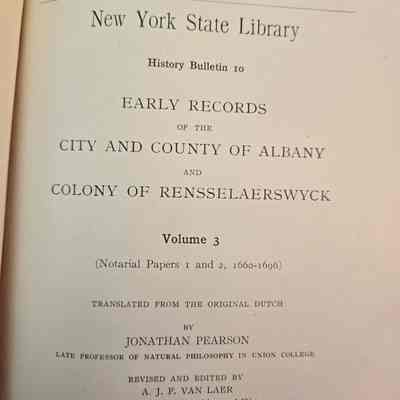 New York State Library
History Bulletin 10
EARLY RECORDS
OF THE
CITY AND COUNTY OF ALBANY
AND
COLONY OF RENSSELAERSWYCK
Volume 3
(Notarial Papers 1 and 2, 1660-1696)
TRANSLATED FROM THE ORIGINAL DUTCH
BY
JONATHAN PEARSON
LATE PROFESSOR OF NATURAL PHILOSOPHY IN UNION COLLEGE
REVISED AND EDITED BY
A. J. F. VAN LAER